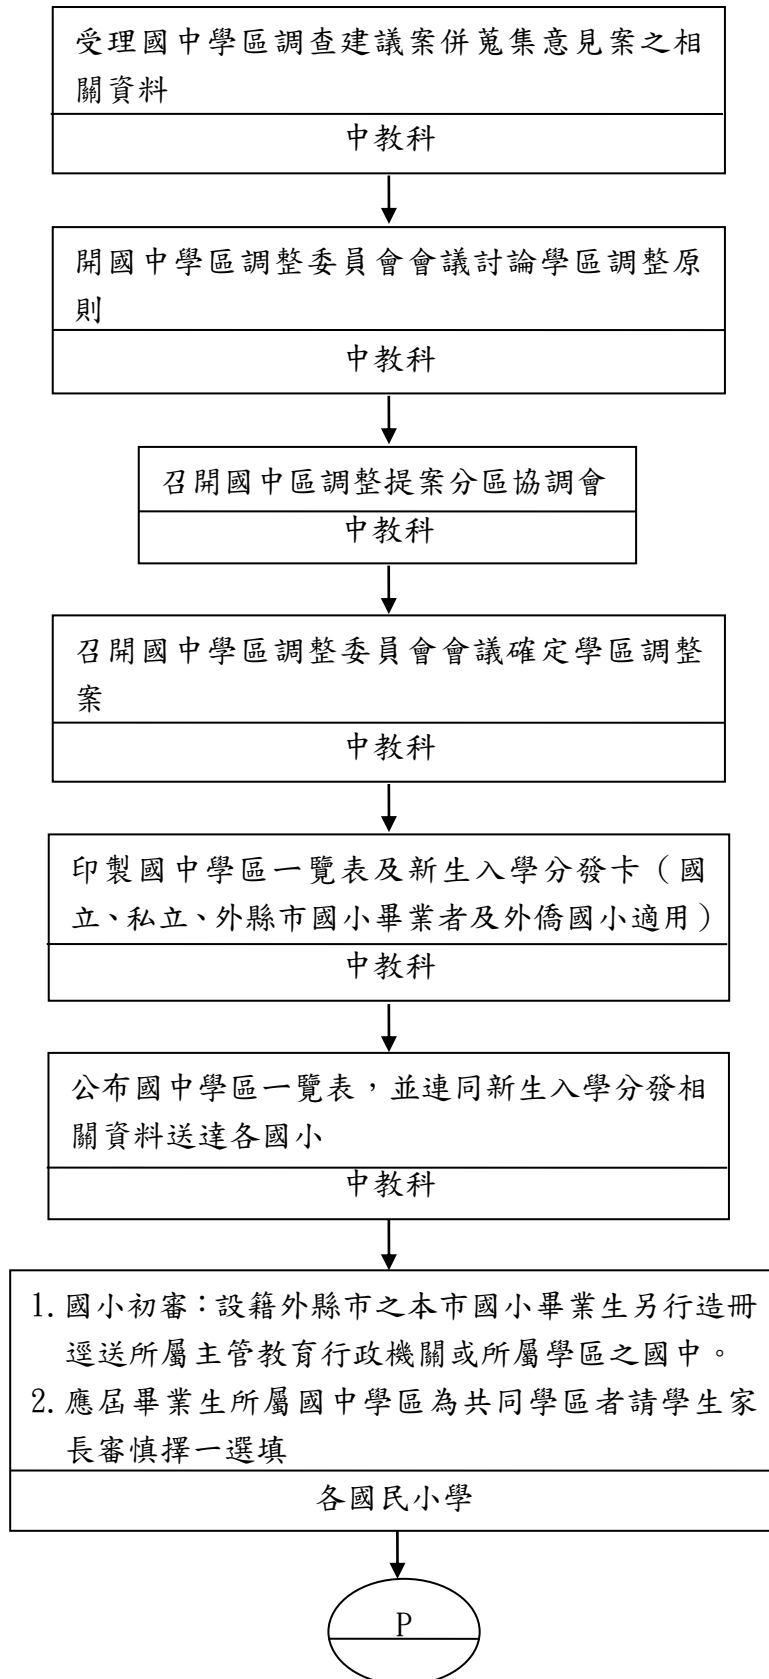 受理國中學區調查建議案併蒐集意見案之相
關資料
中教科
開國中學區調整委員會會議討論學區調整原
則
中教科
召開國中區調整提案分區協調會
中教科
召開國中學區調整委員會會議確定學區調整
案
中教科
印製國中學區一覽表及新生入學分發卡（國
立、私立、外縣市國小畢業者及外僑國小適用）
中教科
公布國中學區一覽表，並連同新生入學分發相
關資料送達各國小
中教科
1. 國小初審：設籍外縣市之本市國小畢業生另行造冊
逕送所屬主管教育行政機關或所屬學區之國中。
2. 應屆畢業生所屬國中學區為共同學區者請學生家
長審慎擇一選填
各國民小學
P